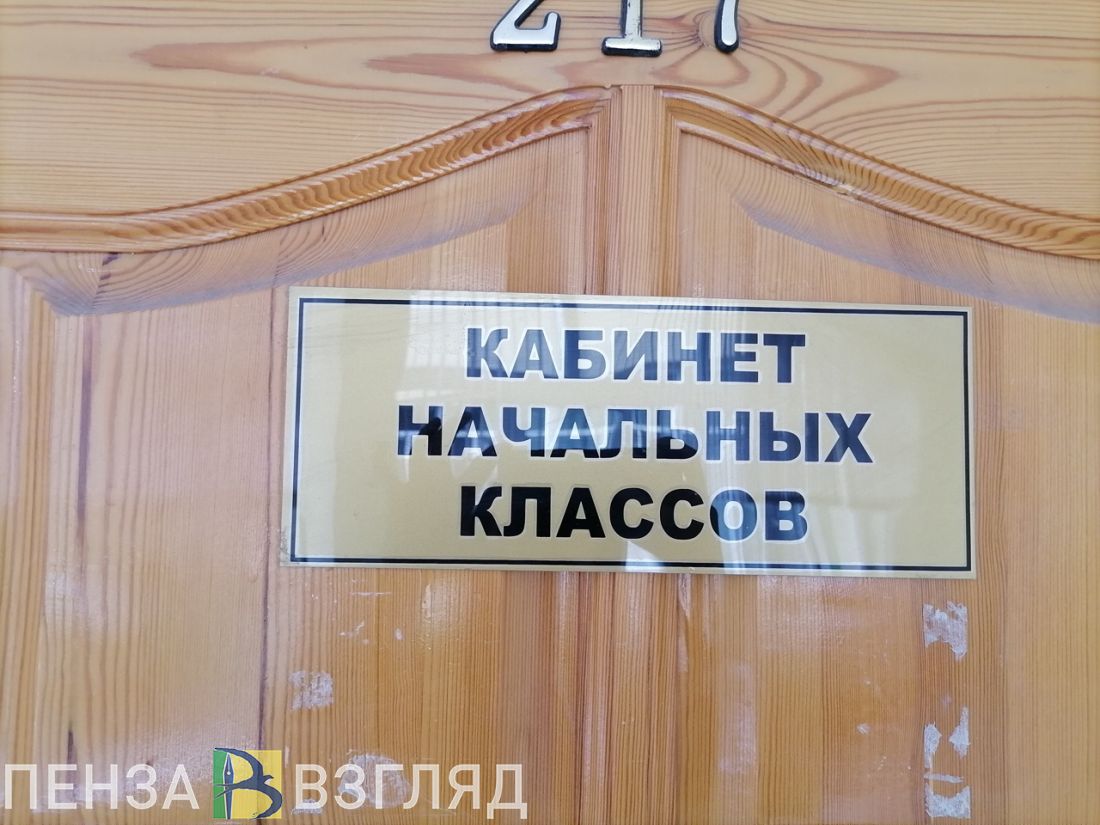 217
КАБИНЕТ
НАЧАЛЬНЫХ
КЛАССОВ
ПЕНЗА В ВЗГЛЯД